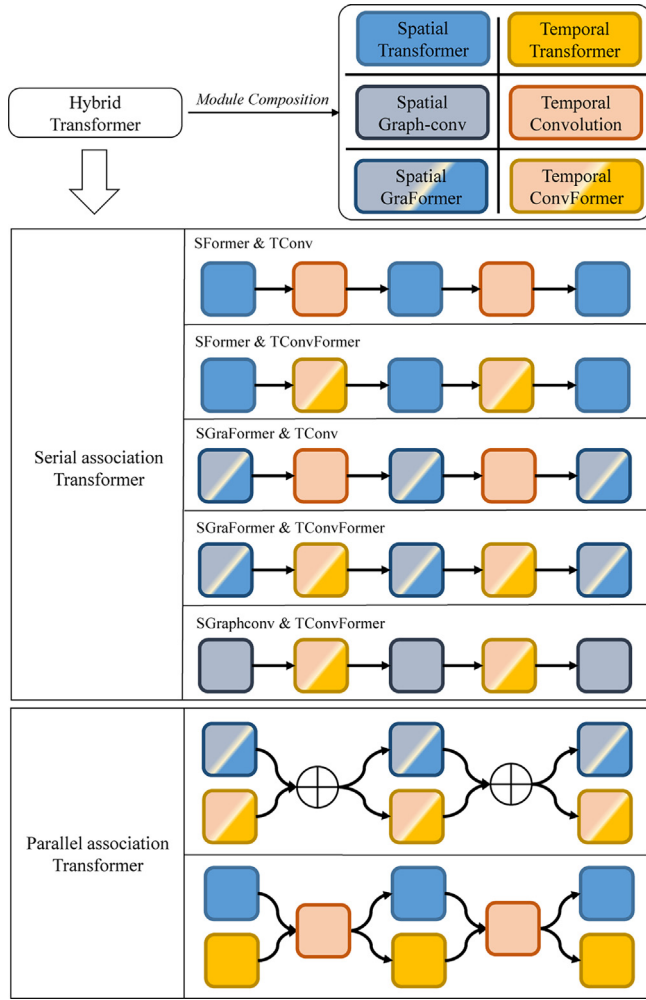 Spatial
Transformer
Temporal
Transformer
Hybrid
Transformer
Module Composition
Spatial
Graph-conv
Temporal
Convolution
Spatial
GraFormer
Temporal
ConvFormer
Serial association
Transformer
SFormer & TConv
SFormer & TConvFormer
SGraFormer & TConv
SGraFormer & TConvFormer
SGraphconv & TConvFormer
Parallel association
Transformer